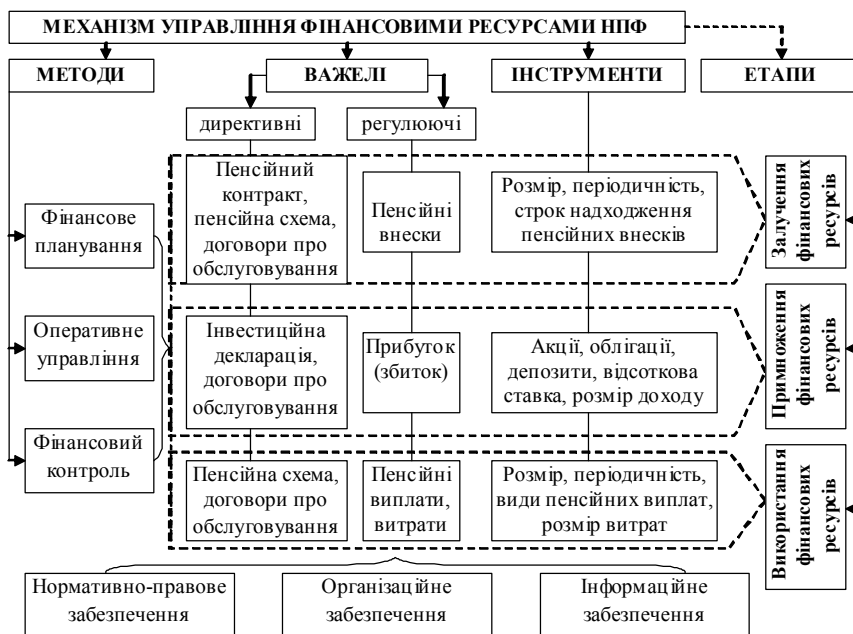 МЕХАНІЗМ УПРАВЛІННЯ ФІНАНСОВИМИ РЕСУРСАМИ НПФ
МЕТОДИ
ВАЖЕЛІ
ІНСТРУМЕНТИ
ЕТАПИ
директивні
регулюючі
Фінансове
планування
Оперативне
управління
Фінансовий
контроль
Пенсійний
контракт,
пенсійна схема,
договори про
обслуговування
Пенсійні
внески
Розмір, періодичність,
строк надходження
пенсійних внесків
Залучення
фінансових
ресурсів
Інвестиційна
декларація,
договори про
обслуговування
Прибуток
(збиток)
Акції, облігації,
депозити, відсоткова
ставка, розмір доходу
Примноження
фінансових
ресурсів
Пенсійна схема,
договори про
обслуговування
Пенсійні
виплати,
витрати
Розмір, періодичність,
види пенсійних виплат,
розмір витрат
Використання
фінансових
ресурсів
Нормативно-правове
забезпечення
Організаційне
забезпечення
Інформаційне
забезпечення